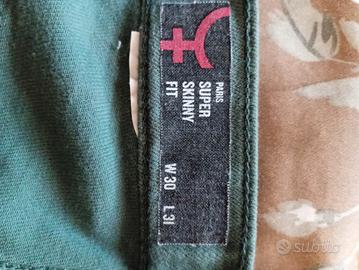 PARIS
SUPER
SKINNY
FIT
W 30 L 31
subito